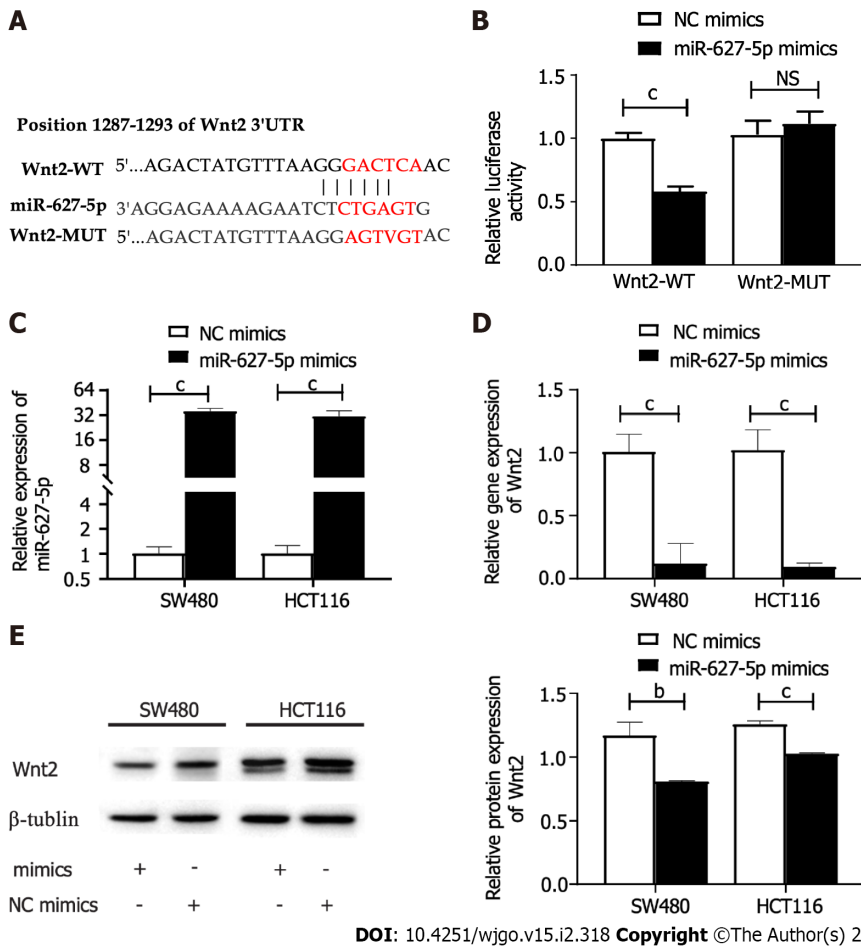 A
Position 1287-1293 of Wnt2 3'UTR
Wnt2-WT 5'...AGACTATGTTTAAGGGACTCAAC
miR-627-5p 3'AGGAGAAAAGAATCTCTGAGTG
Wnt2-MUT 5'...AGACTATGTTTAAGGAGTVGTAC
B
NC mimics
miR-627-5p mimics
Relative luciferase activity
1.5
1.0
0.5
0.0
c
NS
Wnt2-WT Wnt2-MUT
C
NC mimics
miR-627-5p mimics
Relative expression of miR-627-5p
64
32
16
8
4
2
1
0.5
c
c
SW480 HCT116
D
NC mimics
miR-627-5p mimics
Relative gene expression of Wnt2
1.5
1.0
0.5
0.0
c
c
SW480 HCT116
E
SW480 HCT116
Wnt2
β-tublin
mimics + - + -
NC mimics - + - +
NC mimics
miR-627-5p mimics
Relative protein expression of Wnt2
1.5
1.0
0.5
0.0
b
c
SW480 HCT116
DOI: 10.4251/wjgo.v15.i2.318 Copyright ©The Author(s) 2